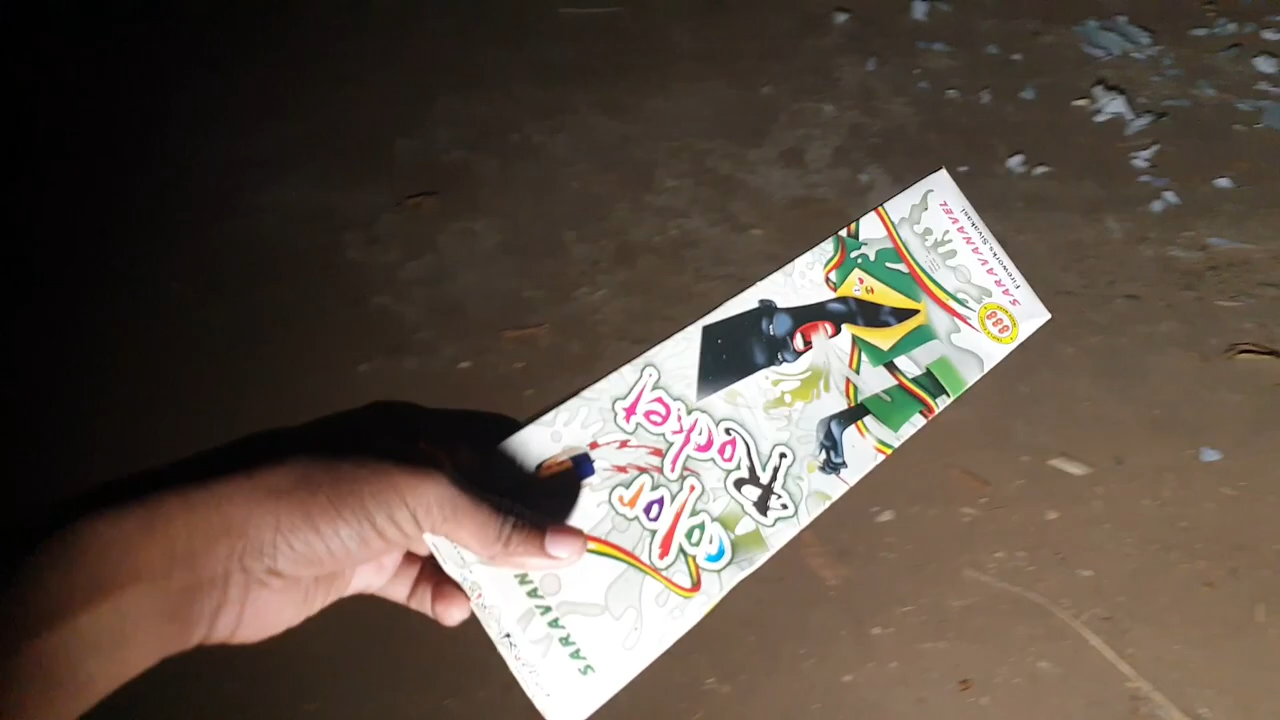 SARAVAN
Color
Rocket
SARAVANAVEL
Fireworks.Sivakasi.
888